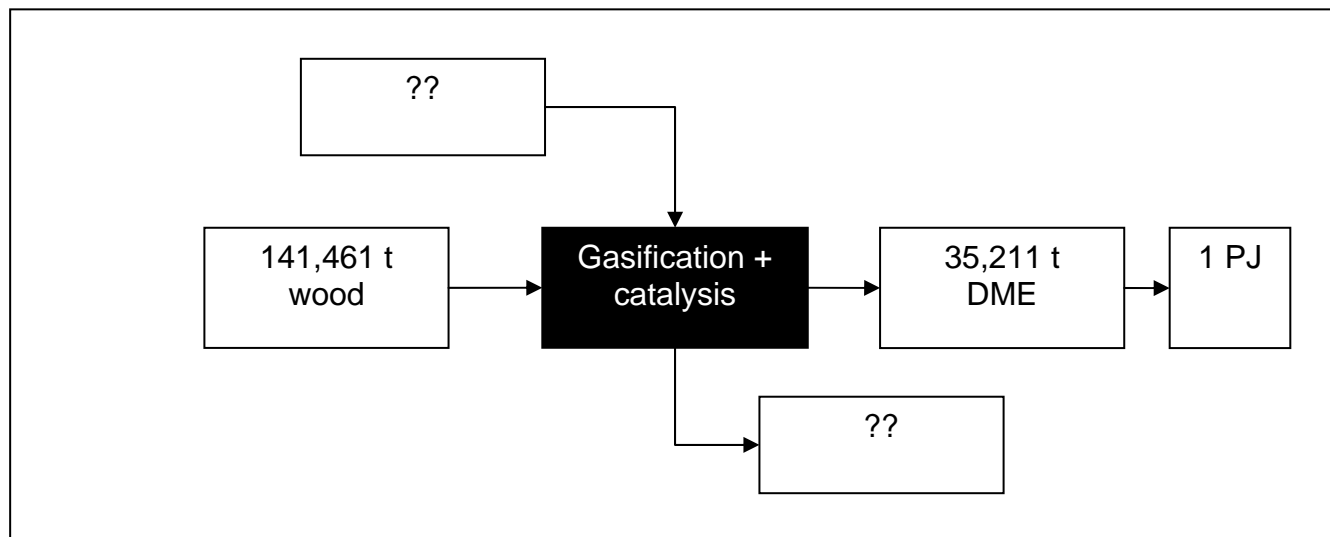 ??
141,461 t
wood
Gasification +
catalysis
35,211 t
DME
1 PJ
??